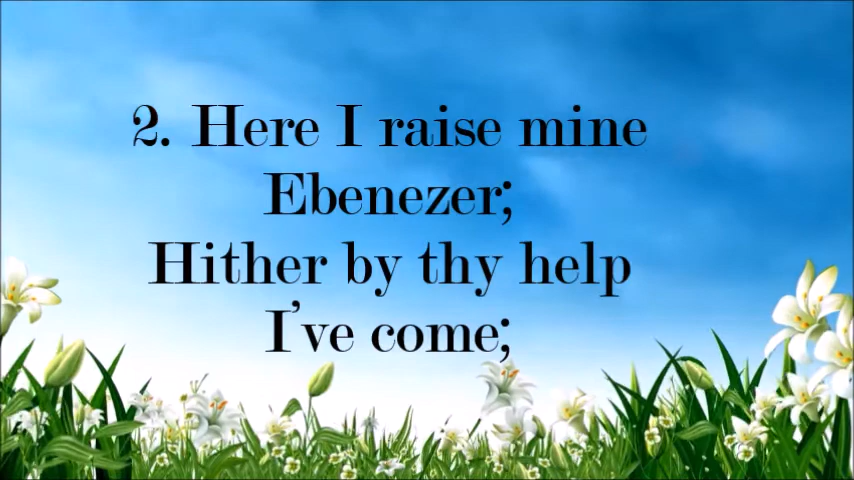 2. Here I raise mine
Ebenezer;
Hither by thy help
I've come;